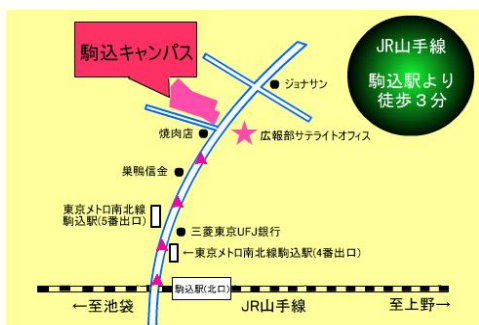 駒込キャンパス
JR山手線
駒込駅より
徒歩３分
ジョナサン
焼肉店
広報部サテライトオフィス
巣鴨信金
東京メトロ南北線
駒込駅(5番出口)
三菱東京UFJ銀行
←東京メトロ南北線駒込駅(4番出口)
駒込駅(北口)
←至池袋
JR山手線
至上野→